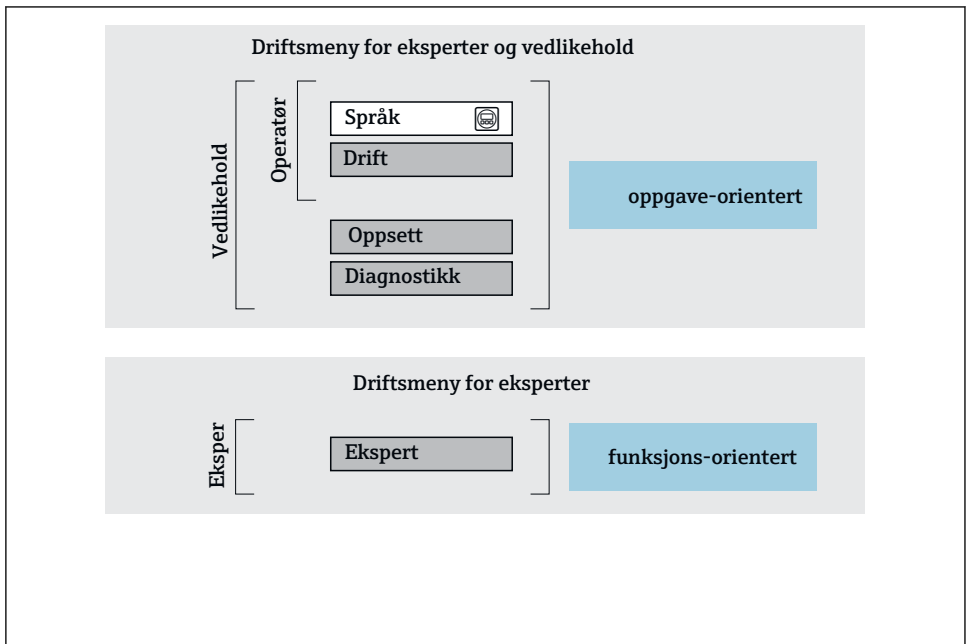 Driftsmeny for eksperter og vedlikehold
Vedlikehold
Operatør
Språk
Drift
Oppsett
Diagnostikk
oppgave-orientert
Driftsmeny for eksperter
Eksper
Ekspert
funksjons-orientert